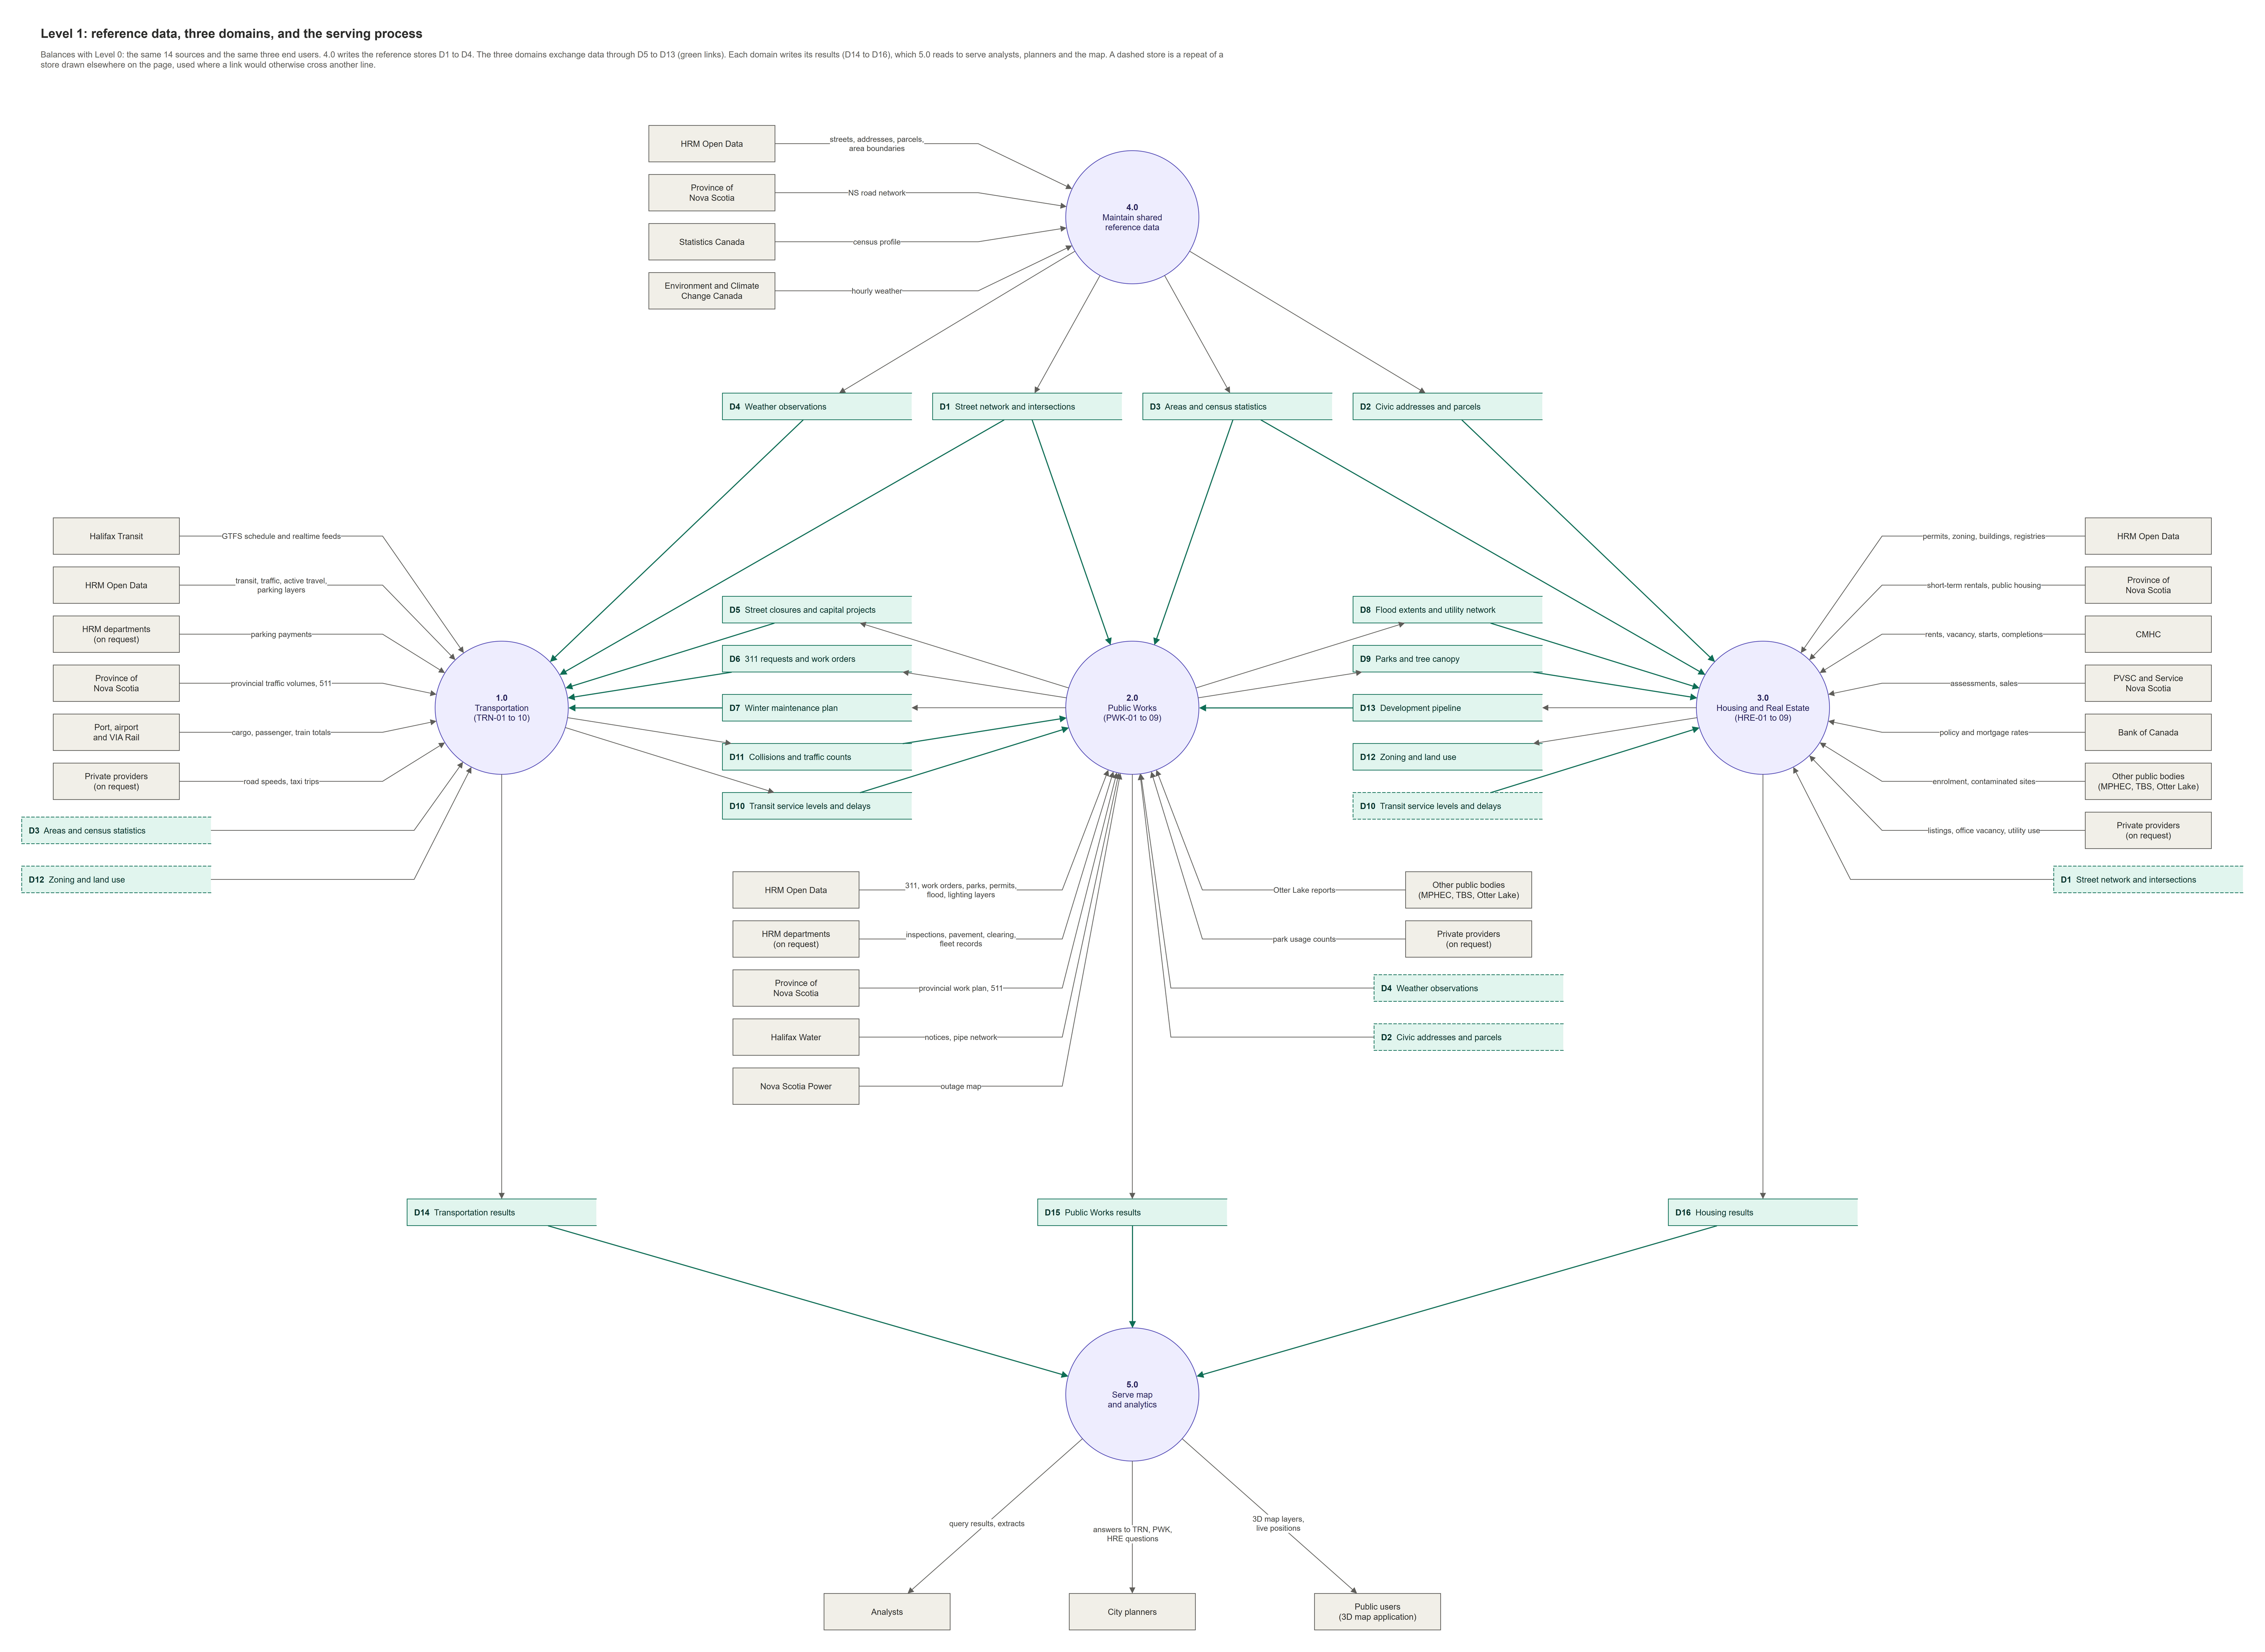 Level 1: reference data, three domains, and the serving process
Balances with Level 0: the same 14 sources and the same three end users. 4.0 writes the reference stores D1 to D4. The three domains exchange data through D5 to D13 (green links). Each domain writes its results (D14 to D16), which 5.0 reads to serve analysts, planners and the map. A dashed store is a repeat of a
store drawn elsewhere on the page, used where a link would otherwise cross another line.
HRM Open Data
streets, addresses, parcels,
area boundaries
Province of
Nova Scotia
NS road network
Statistics Canada
census profile
Environment and Climate
Change Canada
hourly weather
4.0
Maintain shared
reference data
D4 Weather observations
D1 Street network and intersections
D3 Areas and census statistics
D2 Civic addresses and parcels
Halifax Transit
GTFS schedule and realtime feeds
HRM Open Data
transit, traffic, active travel,
parking layers
HRM departments
(on request)
parking payments
Province of
Nova Scotia
provincial traffic volumes, 511
Port, airport
and VIA Rail
cargo, passenger, train totals
Private providers
(on request)
road speeds, taxi trips
D3 Areas and census statistics
D12 Zoning and land use
1.0
Transportation
(TRN-01 to 10)
D5 Street closures and capital projects
D6 311 requests and work orders
D7 Winter maintenance plan
D11 Collisions and traffic counts
D10 Transit service levels and delays
2.0
Public Works
(PWK-01 to 09)
D8 Flood extents and utility network
D9 Parks and tree canopy
D13 Development pipeline
D12 Zoning and land use
D10 Transit service levels and delays
3.0
Housing and Real Estate
(HRE-01 to 09)
permits, zoning, buildings, registries
HRM Open Data
short-term rentals, public housing
Province of
Nova Scotia
rents, vacancy, starts, completions
CMHC
assessments, sales
PVSC and Service
Nova Scotia
policy and mortgage rates
Bank of Canada
enrolment, contaminated sites
Other public bodies
(MPHEC, TBS, Otter Lake)
listings, office vacancy, utility use
Private providers
(on request)
D1 Street network and intersections
HRM Open Data
311, work orders, parks, permits,
flood, lighting layers
HRM departments
(on request)
inspections, pavement, clearing,
fleet records
Province of
Nova Scotia
provincial work plan, 511
Halifax Water
notices, pipe network
Nova Scotia Power
outage map
Otter Lake reports
Other public bodies
(MPHEC, TBS, Otter Lake)
park usage counts
Private providers
(on request)
D4 Weather observations
D2 Civic addresses and parcels
D14 Transportation results
D15 Public Works results
D16 Housing results
5.0
Serve map
and analytics
query results, extracts
answers to TRN, PWK,
HRE questions
3D map layers,
live positions
Analysts
City planners
Public users
(3D map application)